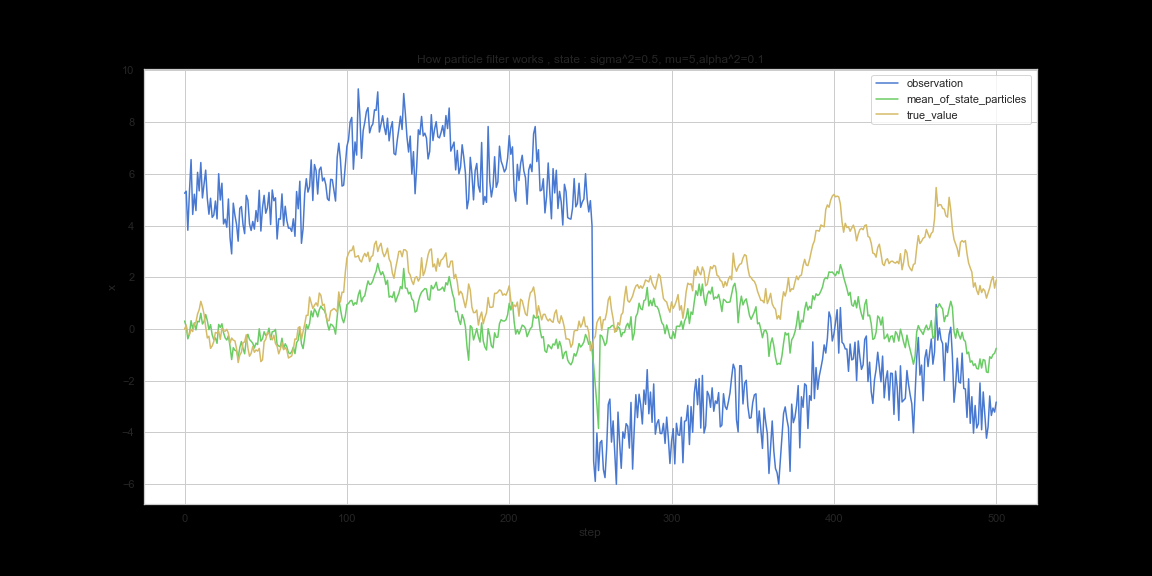 How particle filter works , state : sigma^2=0.5, mu=5,alpha^2=0.1
observation
mean_of_state_particles
true_value
10
8
6
4
2
0
−2
−4
−6
x
0 100 200 300 400 500
step